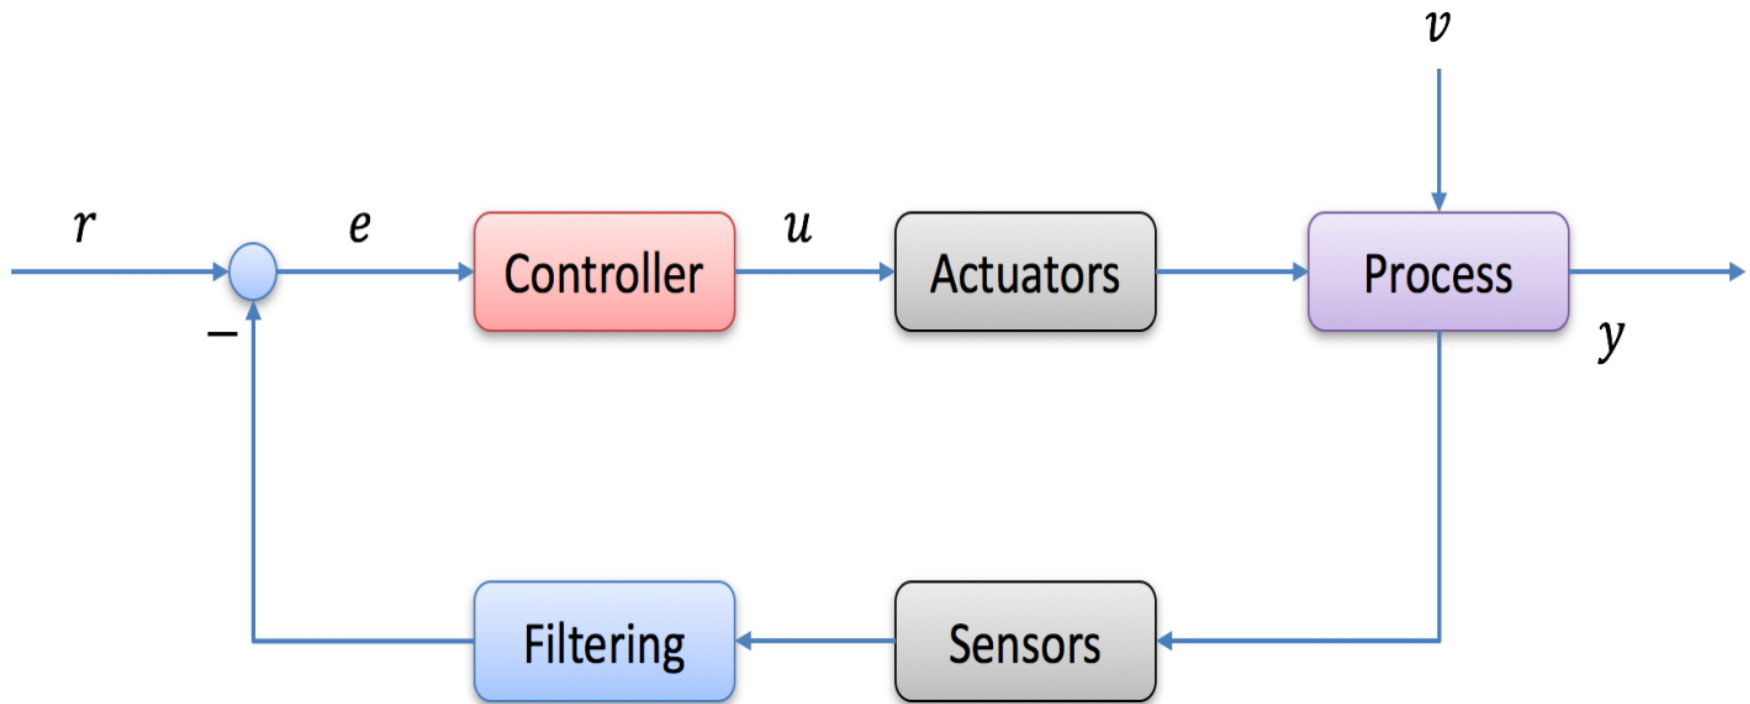 v
r
e
Controller
u
Actuators
Process
−
y
Filtering
Sensors